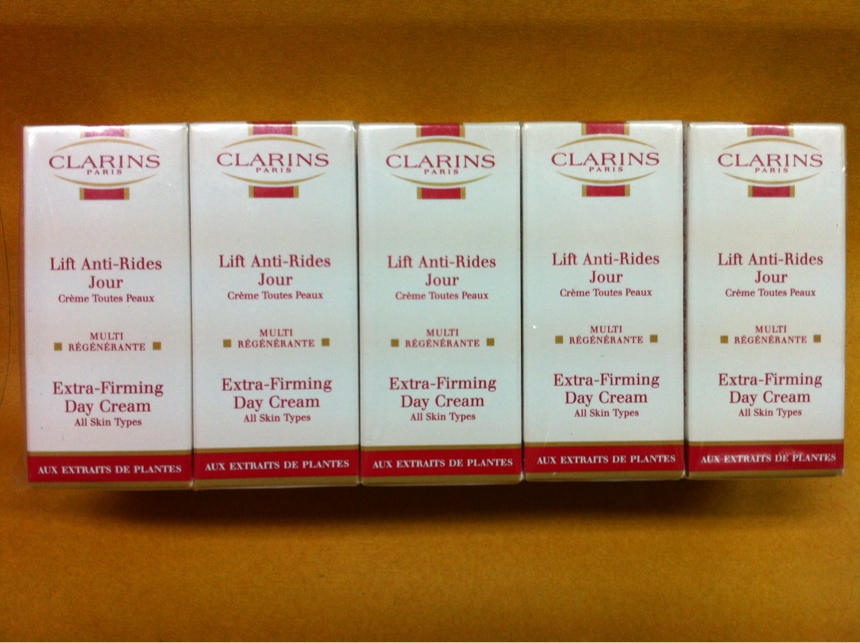 CLARINS
PARIS
Lift Anti-Rides
Jour
Crème Toutes Peaux
MULTI
RÉGÉNÉRANTE
Extra-Firming
Day Cream
All Skin Types
AUX EXTRAITS DE PLANTES
CLARINS
PARIS
Lift Anti-Rides
Jour
Crème Toutes Peaux
MULTI
RÉGÉNÉRANTE
Extra-Firming
Day Cream
All Skin Types
AUX EXTRAITS DE PLANTES
CLARINS
PARIS
Lift Anti-Rides
Jour
Crème Toutes Peaux
MULTI
RÉGÉNÉRANTE
Extra-Firming
Day Cream
All Skin Types
AUX EXTRAITS DE PLANTES
CLARINS
PARIS
Lift Anti-Rides
Jour
Crème Toutes Peaux
MULTI
RÉGÉNÉRANTE
Extra-Firming
Day Cream
All Skin Types
AUX EXTRAITS DE PLANTES
CLARINS
PARIS
Lift Anti-Rides
Jour
Crème Toutes Peaux
MULTI
RÉGÉNÉRANTE
Extra-Firming
Day Cream
All Skin Types
AUX EXTRAITS DE PLANTES